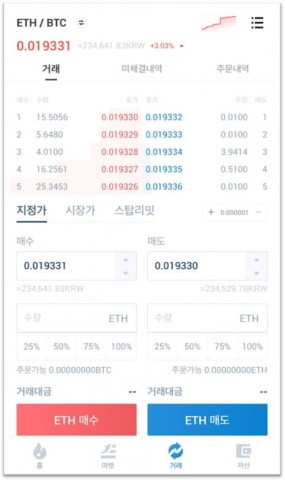 ETH / BTC
0.019331 ≈234,641.83KRW +3.03% ▲
거래 미체결내역 주문내역
매수 수량 호가 호가 수량 매도
1 15.5056 0.019330 0.019332 0.0100 1
2 5.6480 0.019329 0.019333 0.0100 2
3 4.0100 0.019328 0.019334 3.9414 3
4 16.2561 0.019327 0.019335 0.5100 4
5 25.3453 0.019326 0.019336 0.0100 5
지정가 시장가 스탑리밋 + 0.000001 −
매수 매도
0.019331 0.019330
≈234,641.83KRW ≈234,629.70KRW
수량 ETH 수량 ETH
25% 50% 75% 100% 25% 50% 75% 100%
주문가능 0.00000000BTC 주문가능 0.00000000ETH
거래대금 -- 거래대금 --
ETH 매수 ETH 매도
홈 마켓 거래 자산